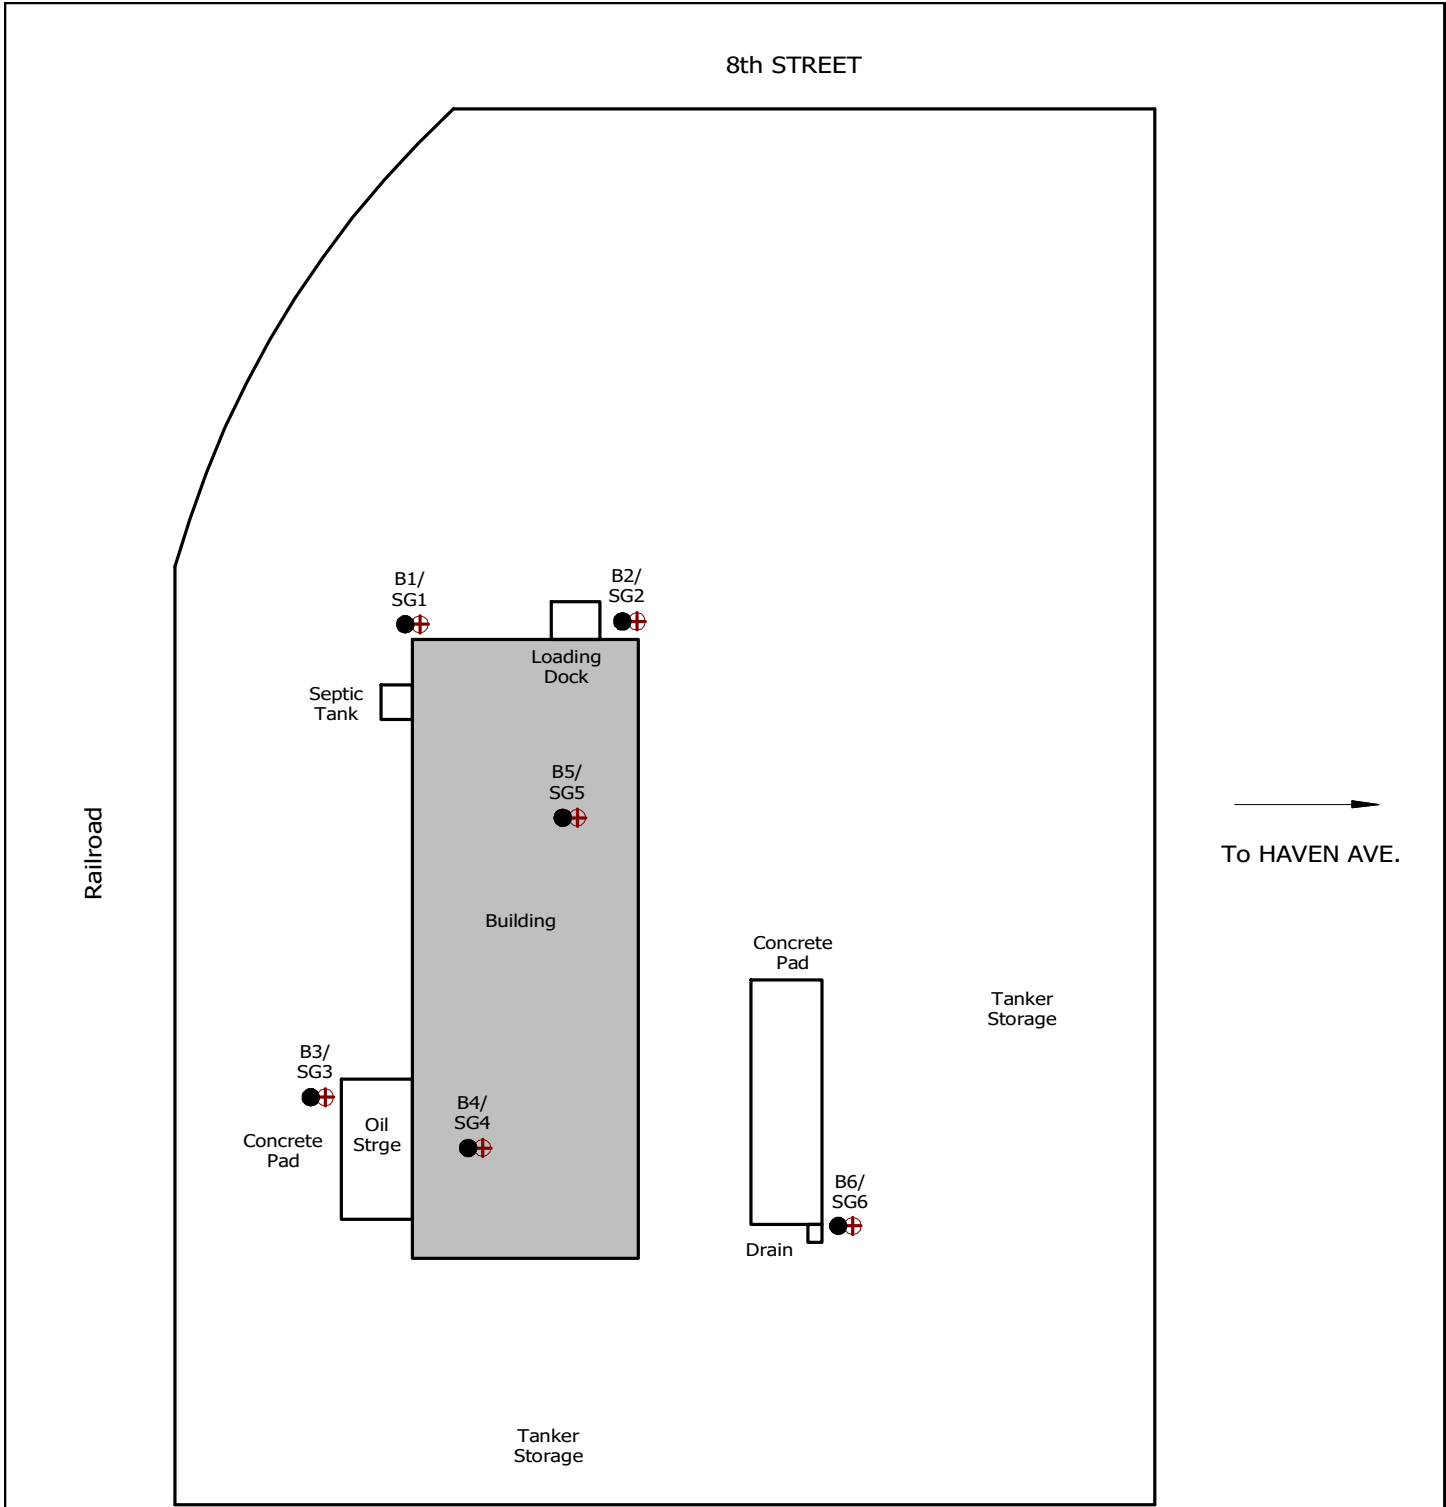 8th STREET
B1/
SG1
B2/
SG2
Loading
Dock
Septic
Tank
B5/
SG5
Railroad
To HAVEN AVE.
Building
Concrete
Pad
Tanker
Storage
B3/
SG3
Oil
Strge
Concrete
Pad
B4/
SG4
B6/
SG6
Drain
Tanker
Storage